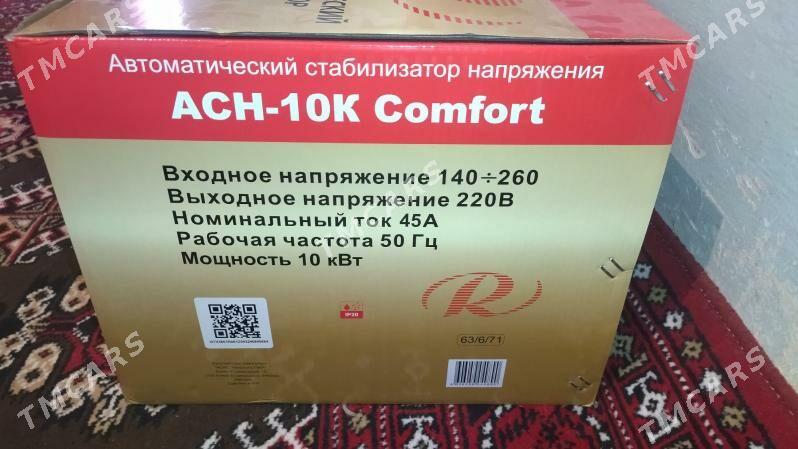 Автоматический стабилизатор напряжения
АСН-10К Comfort
Входное напряжение 140÷260
Выходное напряжение 220В
Номинальный ток 45А
Рабочая частота 50 Гц
Мощность 10 кВт
R
IP20
63/6/71
TMCARS
TMCARS
TMCARS
TMCARS
TMCARS